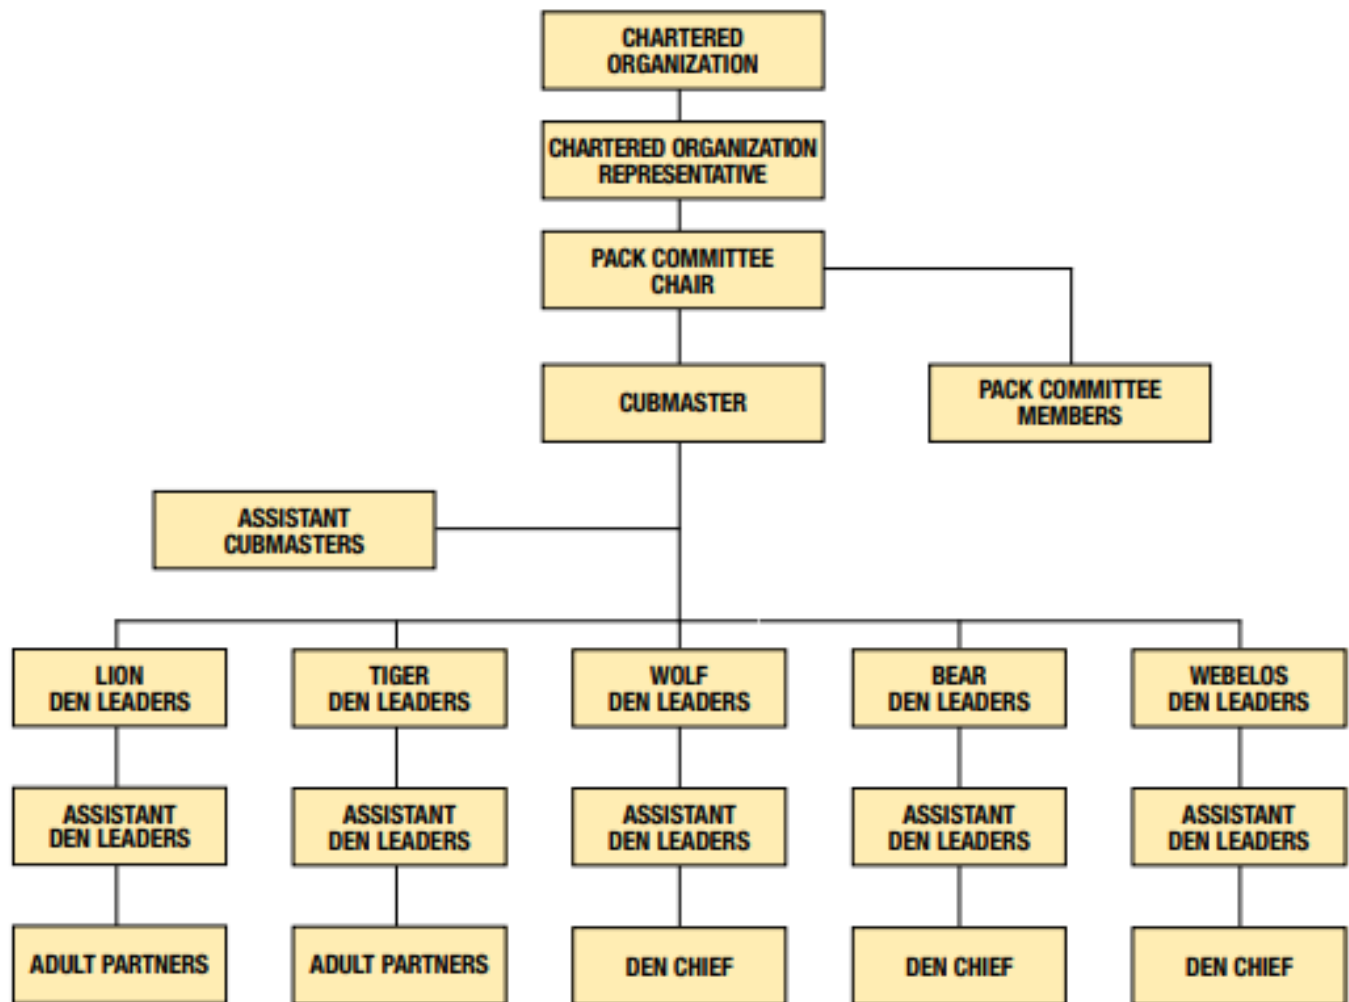 CHARTERED
ORGANIZATION
CHARTERED ORGANIZATION
REPRESENTATIVE
PACK COMMITTEE
CHAIR
CUBMASTER
PACK COMMITTEE
MEMBERS
ASSISTANT
CUBMASTERS
LION
DEN LEADERS
TIGER
DEN LEADERS
WOLF
DEN LEADERS
BEAR
DEN LEADERS
WEBELOS
DEN LEADERS
ASSISTANT
DEN LEADERS
ASSISTANT
DEN LEADERS
ASSISTANT
DEN LEADERS
ASSISTANT
DEN LEADERS
ASSISTANT
DEN LEADERS
ADULT PARTNERS
ADULT PARTNERS
DEN CHIEF
DEN CHIEF
DEN CHIEF